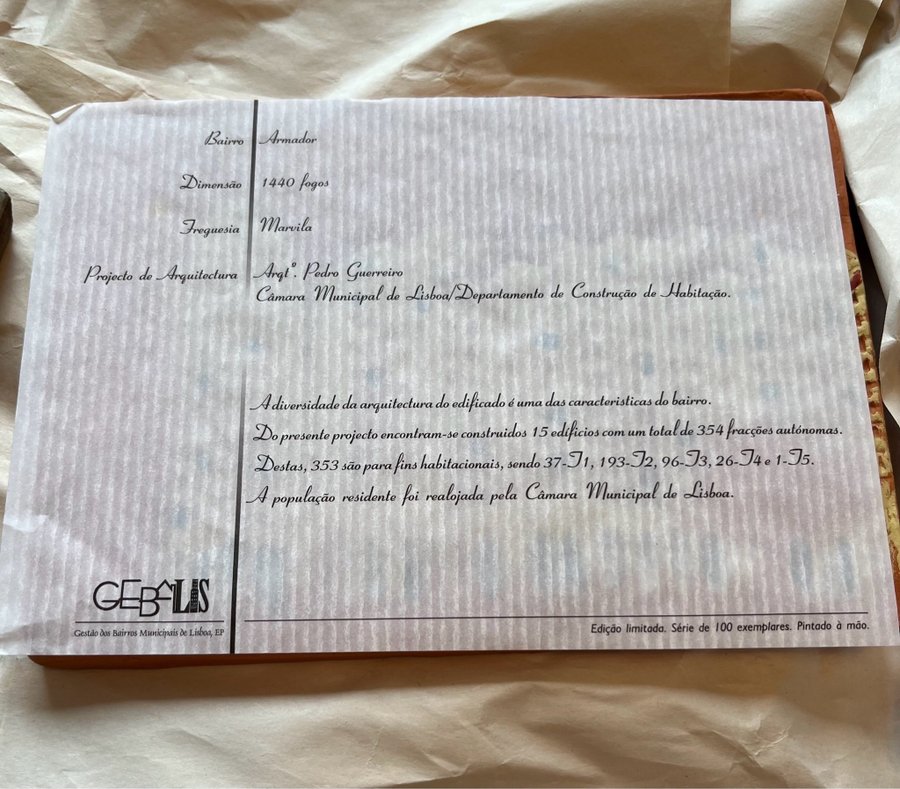 Bairro Armador
Dimensão 1440 fogos
Freguesia Marvila
Projecto de Arquitectura Arqtº. Pedro Guerreiro
Câmara Municipal de Lisboa/Departamento de Construção de Habitação.
A diversidade da arquitectura do edificado é uma das caracteristicas do bairro.
Do presente projecto encontram-se construidos 15 edificios com um total de 354 fracções autónomas.
Destas, 353 são para fins habitacionais, sendo 37-T1, 193-T2, 96-T3, 26-T4 e 1-T5.
A população residente foi realojada pela Câmara Municipal de Lisboa.
GEBALIS
Gestão dos Bairros Municipais de Lisboa, EP
Edição limitada. Série de 100 exemplares. Pintado à mão.